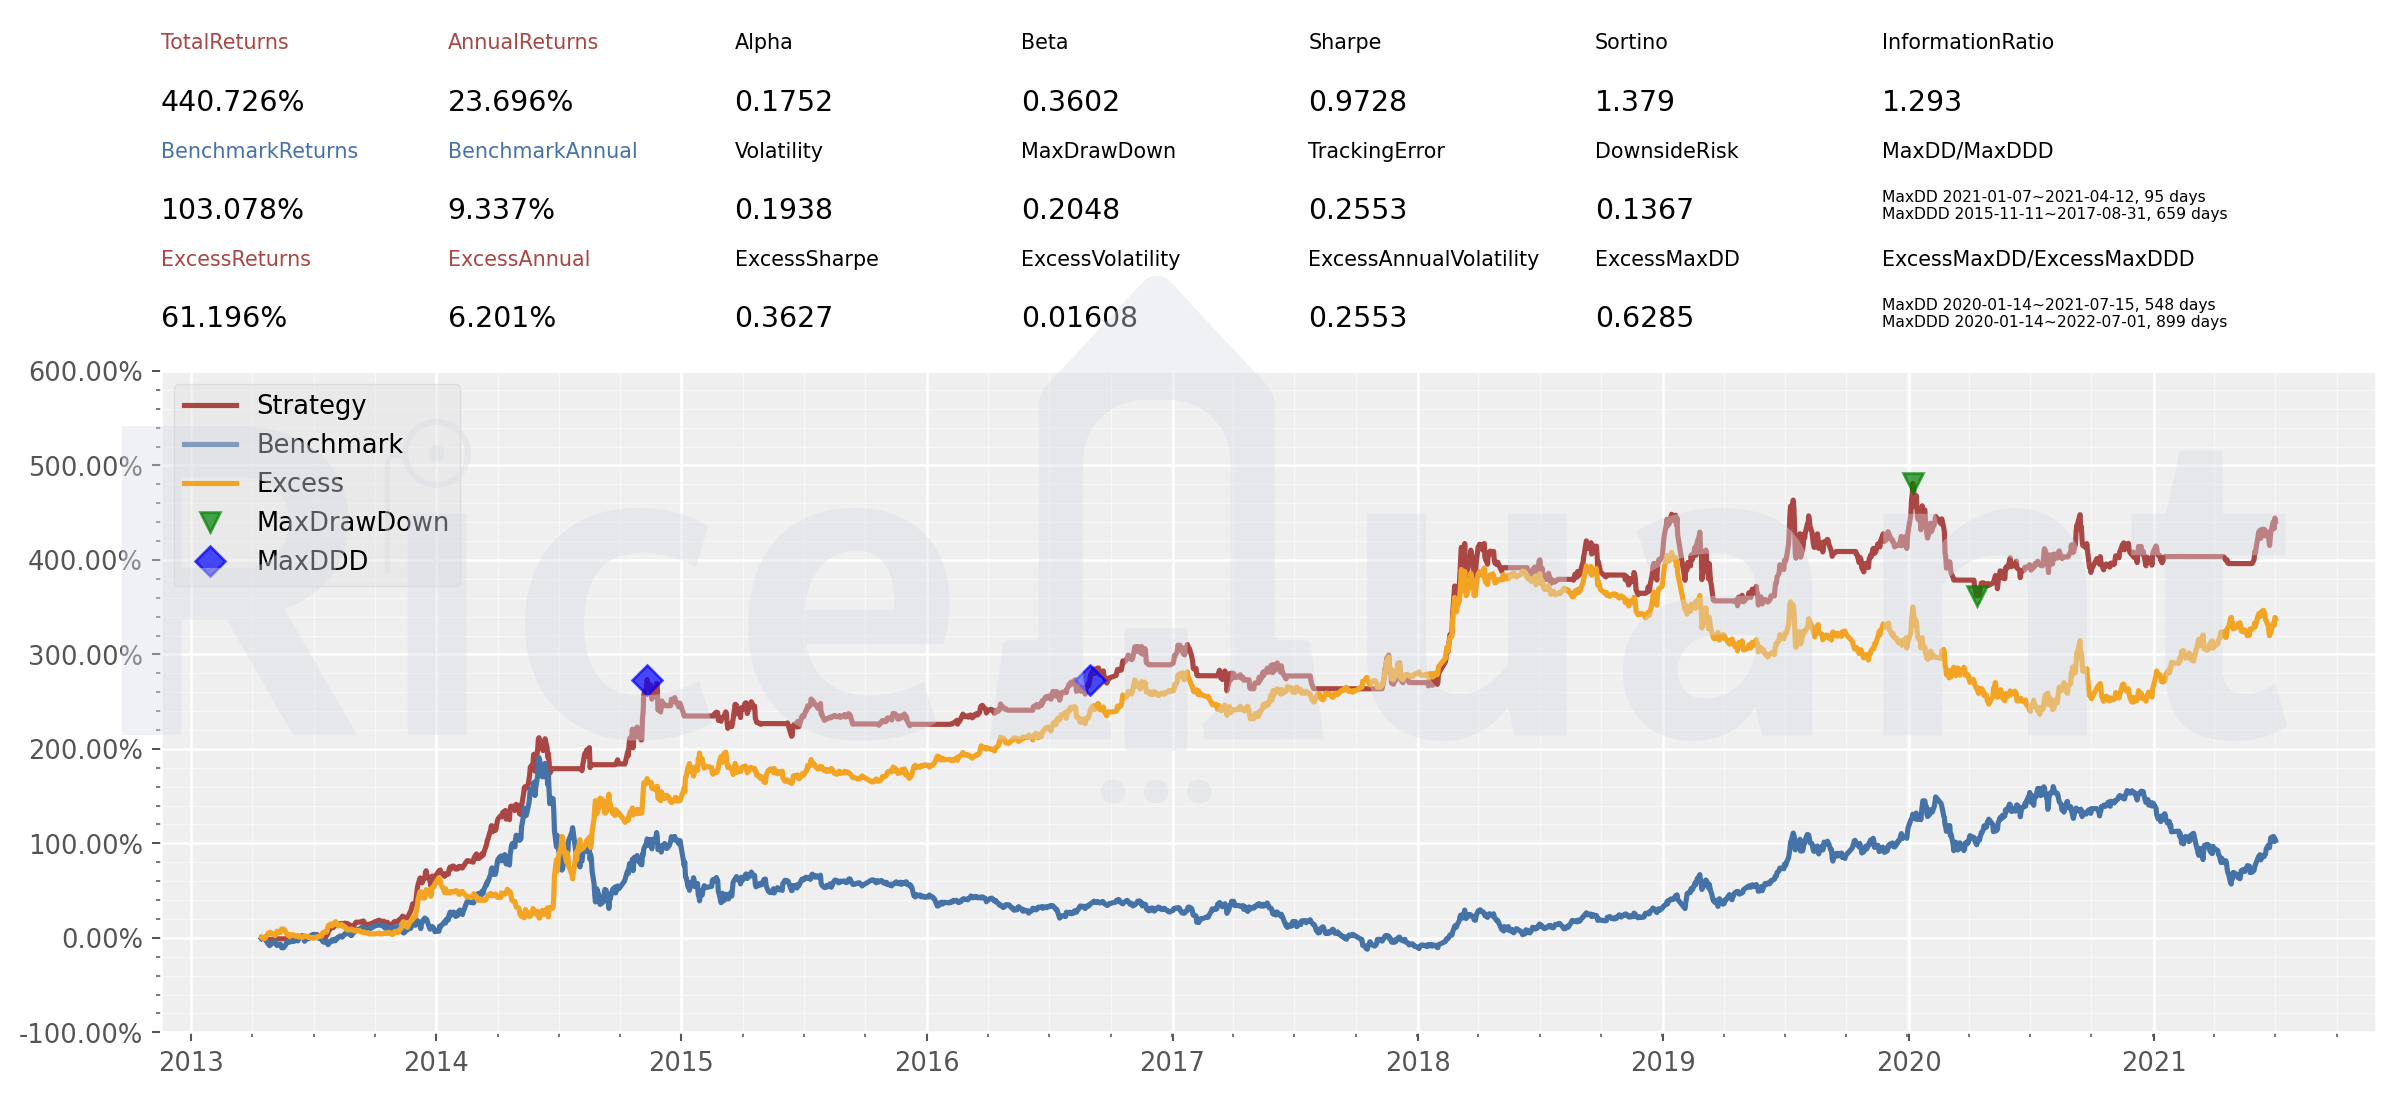 TotalReturns AnnualReturns Alpha Beta Sharpe Sortino InformationRatio
440.726% 23.696% 0.1752 0.3602 0.9728 1.379 1.293
BenchmarkReturns BenchmarkAnnual Volatility MaxDrawDown TrackingError DownsideRisk MaxDD/MaxDDD
103.078% 9.337% 0.1938 0.2048 0.2553 0.1367 MaxDD 2021-01-07~2021-04-12, 95 days
MaxDDD 2015-11-11~2017-08-31, 659 days
ExcessReturns ExcessAnnual ExcessSharpe ExcessVolatility ExcessAnnualVolatility ExcessMaxDD ExcessMaxDD/ExcessMaxDDD
61.196% 6.201% 0.3627 0.01608 0.2553 0.6285 MaxDD 2020-01-14~2021-07-15, 548 days
MaxDDD 2020-01-14~2022-07-01, 899 days
600.00%
500.00%
400.00%
300.00%
200.00%
100.00%
0.00%
-100.00%
Strategy
Benchmark
Excess
MaxDrawDown
MaxDDD
RiceQuant
2013 2014 2015 2016 2017 2018 2019 2020 2021